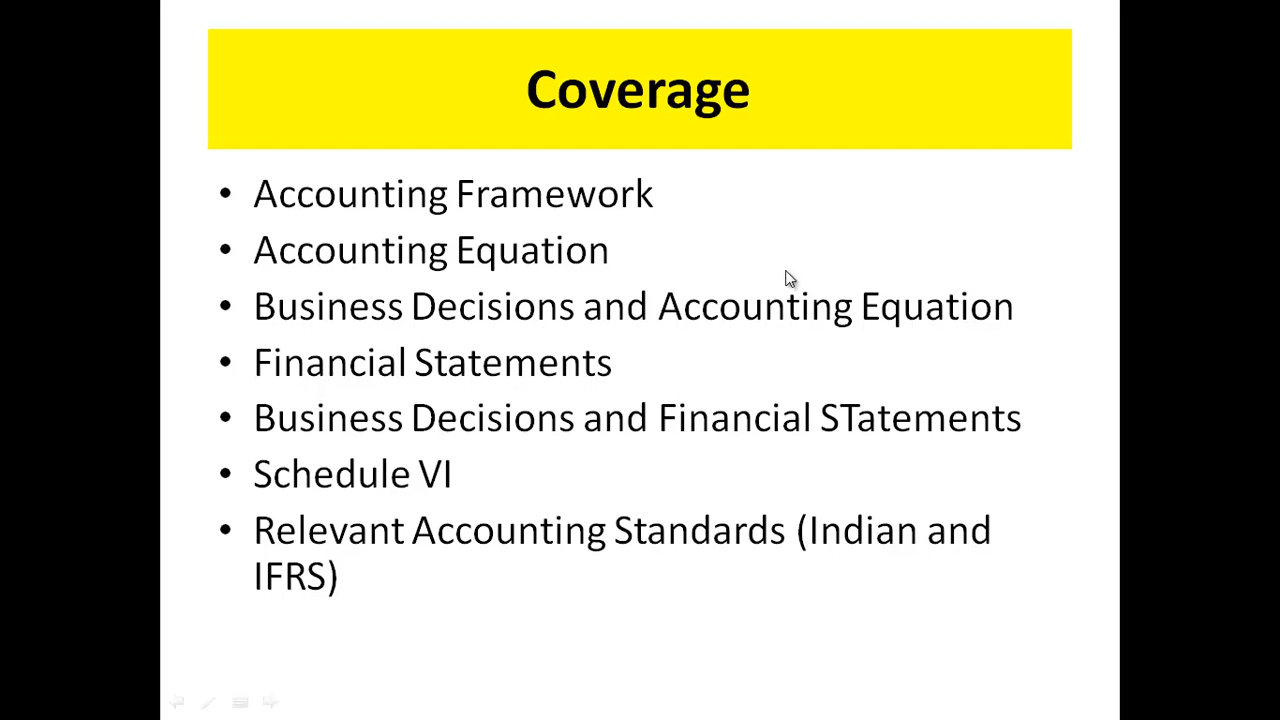 Coverage
• Accounting Framework
• Accounting Equation
• Business Decisions and Accounting Equation
• Financial Statements
• Business Decisions and Financial STatements
• Schedule VI
• Relevant Accounting Standards (Indian and
IFRS)